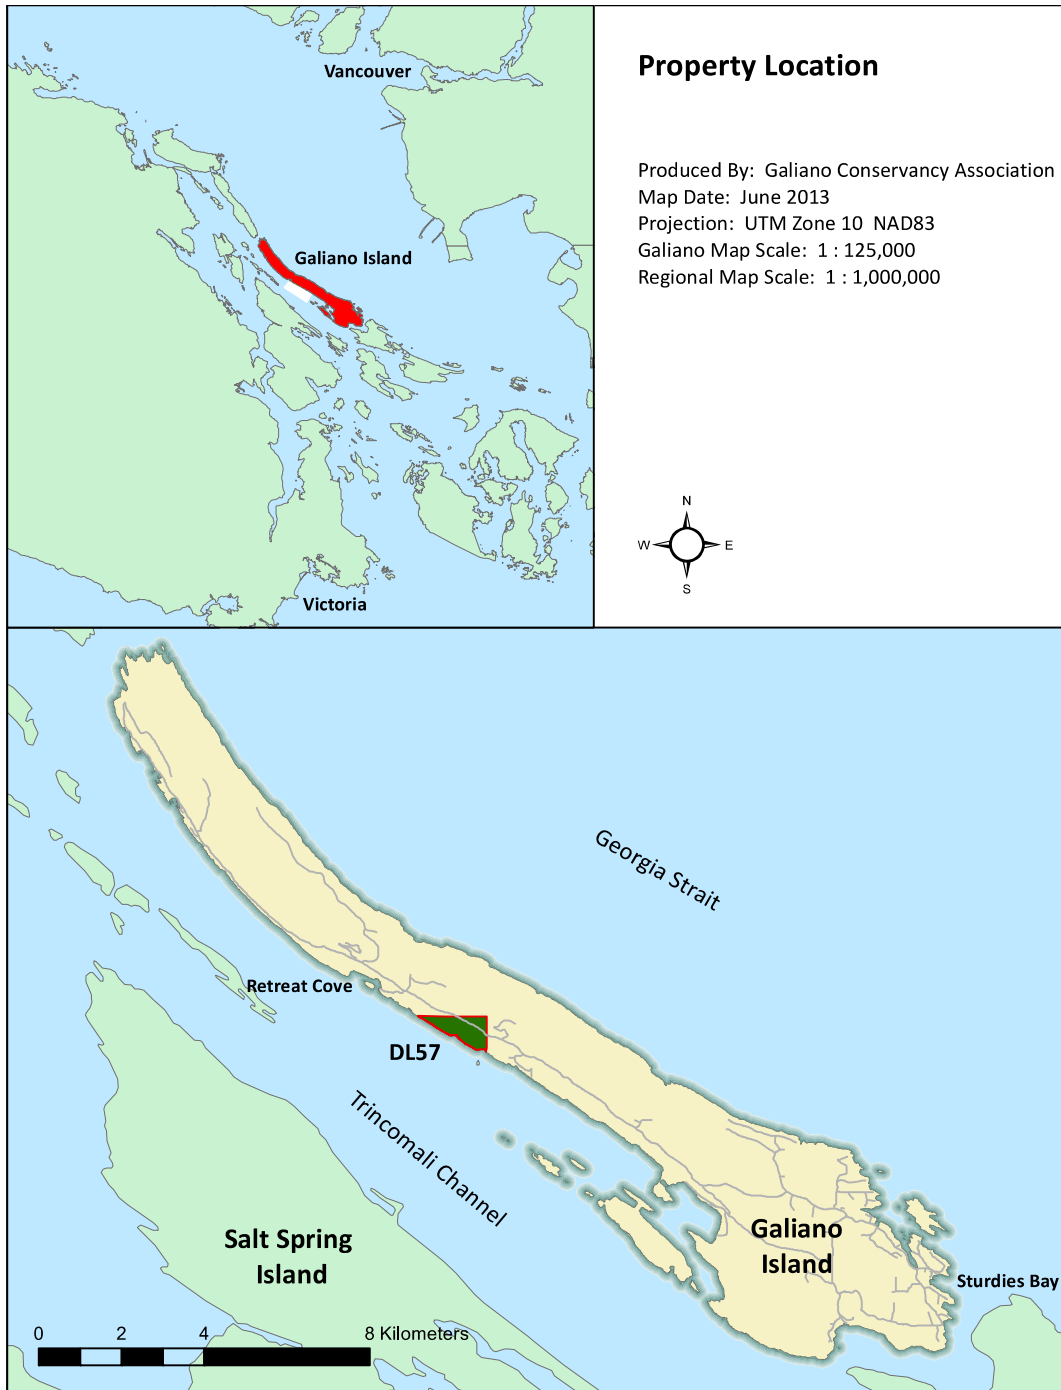 Vancouver
Galiano Island
Victoria
Property Location
Produced By:  Galiano Conservancy Association
Map Date:  June 2013
Projection:  UTM Zone 10  NAD83
Galiano Map Scale:  1 : 125,000
Regional Map Scale:  1 : 1,000,000
N
W
E
S
Georgia Strait
Retreat Cove
DL57
Trincomali Channel
Salt Spring
Island
Galiano
Island
Sturdies Bay
0 2 4 8 Kilometers